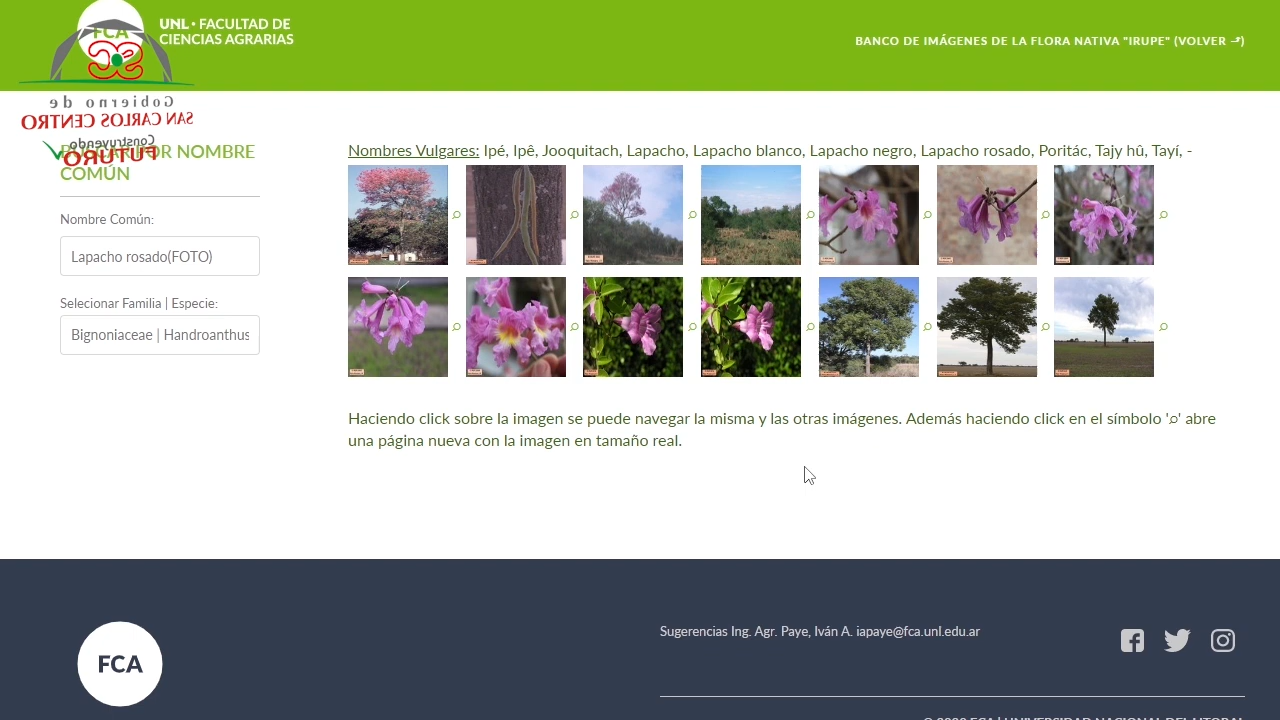 UNL • FACULTAD DE
CIENCIAS AGRARIAS
FCA
BANCO DE IMÁGENES DE LA FLORA NATIVA "IRUPE" (VOLVER ⬏)
Gobierno de
SAN CARLOS CENTRO
Construyendo
FUTURO
BUSCAR POR NOMBRE
COMÚN
Nombre Común:
Lapacho rosado(FOTO)
Selecionar Familia | Especie:
Bignoniaceae | Handroanthus
Nombres Vulgares: Ipé, Ipê, Jooquitach, Lapacho, Lapacho blanco, Lapacho negro, Lapacho rosado, Poritác, Tajy hû, Tayí, -
Haciendo click sobre la imagen se puede navegar la misma y las otras imágenes. Además haciendo click en el símbolo '⌕' abre
una página nueva con la imagen en tamaño real.
FCA
Sugerencias Ing. Agr. Paye, Iván A. iapaye@fca.unl.edu.ar